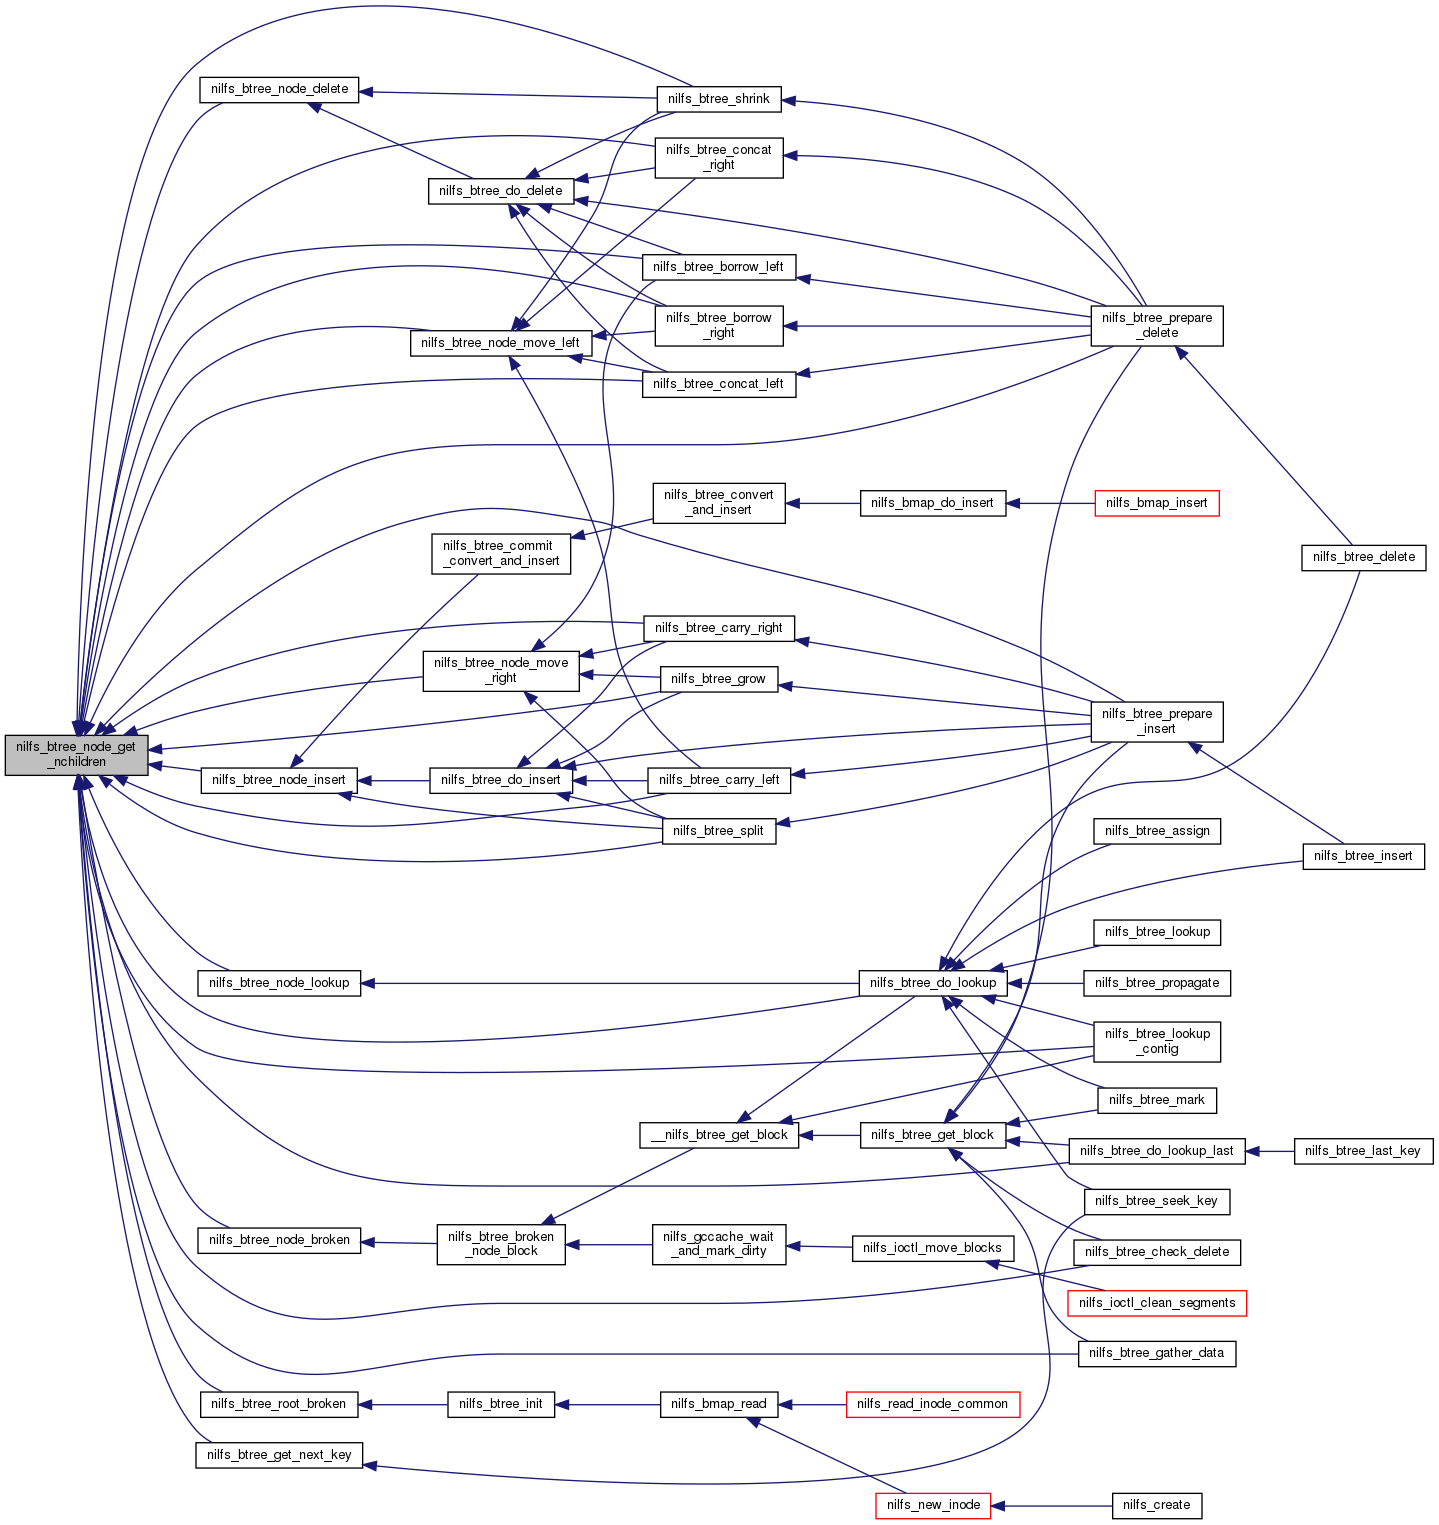 nilfs_btree_node_get
_nchildren
nilfs_btree_node_delete
nilfs_btree_do_delete
nilfs_btree_node_move_left
nilfs_btree_commit
_convert_and_insert
nilfs_btree_node_move
_right
nilfs_btree_node_insert
nilfs_btree_do_insert
nilfs_btree_node_lookup
nilfs_btree_node_broken
nilfs_btree_broken
_node_block
nilfs_btree_root_broken
nilfs_btree_init
nilfs_btree_get_next_key
nilfs_btree_shrink
nilfs_btree_concat
_right
nilfs_btree_borrow_left
nilfs_btree_borrow
_right
nilfs_btree_concat_left
nilfs_btree_convert
_and_insert
nilfs_bmap_do_insert
nilfs_bmap_insert
nilfs_btree_carry_right
nilfs_btree_grow
nilfs_btree_carry_left
nilfs_btree_split
nilfs_btree_do_lookup
__nilfs_btree_get_block
nilfs_btree_get_block
nilfs_gccache_wait
_and_mark_dirty
nilfs_ioctl_move_blocks
nilfs_ioctl_clean_segments
nilfs_bmap_read
nilfs_read_inode_common
nilfs_new_inode
nilfs_create
nilfs_btree_prepare
_delete
nilfs_btree_delete
nilfs_btree_prepare
_insert
nilfs_btree_insert
nilfs_btree_assign
nilfs_btree_lookup
nilfs_btree_propagate
nilfs_btree_lookup
_contig
nilfs_btree_mark
nilfs_btree_do_lookup_last
nilfs_btree_last_key
nilfs_btree_seek_key
nilfs_btree_check_delete
nilfs_btree_gather_data